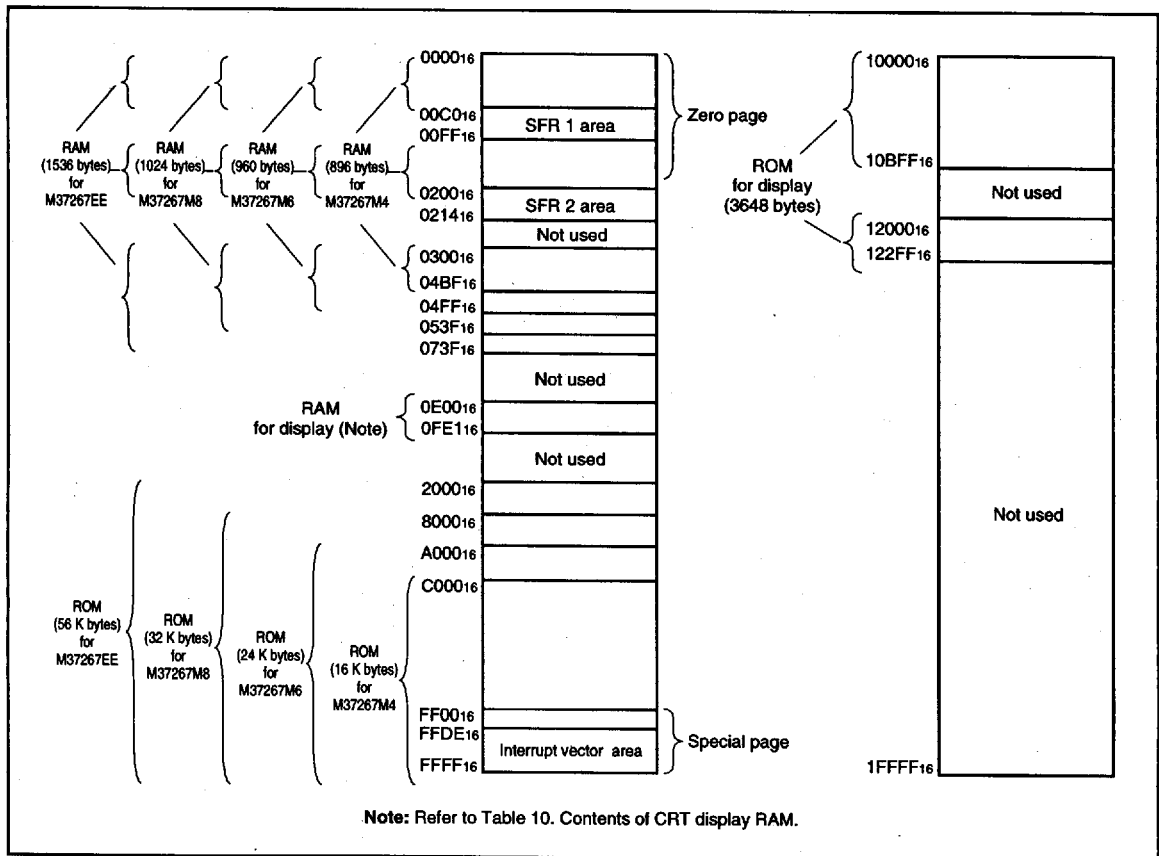 0000₁₆
00C0₁₆
00FF₁₆
0200₁₆
0214₁₆
0300₁₆
04BF₁₆
04FF₁₆
053F₁₆
073F₁₆
0E00₁₆
0FE1₁₆
2000₁₆
8000₁₆
A000₁₆
C000₁₆
FF00₁₆
FFDE₁₆
FFFF₁₆
RAM
(1536 bytes)
for
M37267EE
RAM
(1024 bytes)
for
M37267M8
RAM
(960 bytes)
for
M37267M6
RAM
(896 bytes)
for
M37267M4
RAM
for display (Note)
ROM
(56 K bytes)
for
M37267EE
ROM
(32 K bytes)
for
M37267M8
ROM
(24 K bytes)
for
M37267M6
ROM
(16 K bytes)
for
M37267M4
SFR 1 area
SFR 2 area
Not used
Not used
Not used
Interrupt vector area
Zero page
Special page
ROM
for display
(3648 bytes)
10000₁₆
10BFF₁₆
12000₁₆
122FF₁₆
1FFFF₁₆
Not used
Not used
Note: Refer to Table 10. Contents of CRT display RAM.